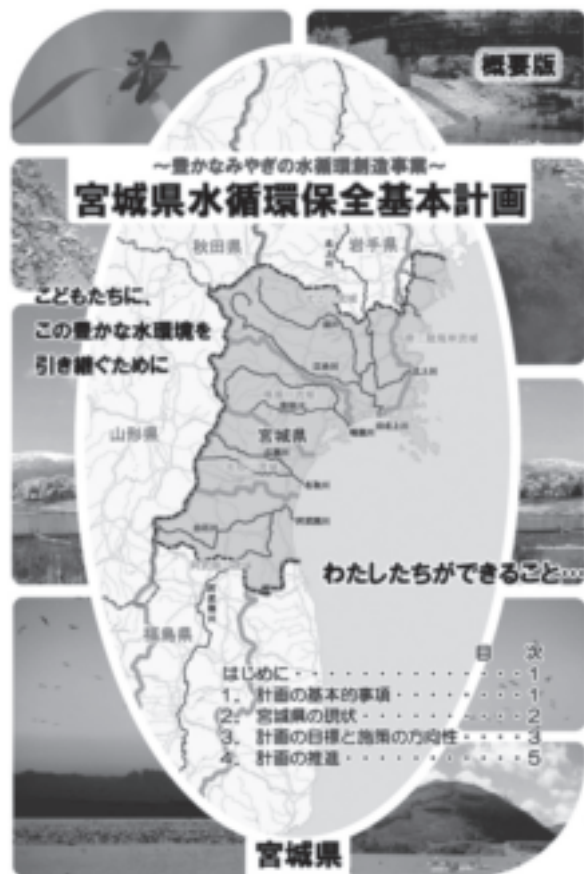 概要版
～豊かなみやぎの水循環創造事業～
宮城県水循環保全基本計画
秋田県
岩手県
こどもたちに、
この豊かな水環境を
引き継ぐために
山形県
宮城県
福島県
わたしたちができること…
目　次
はじめに・・・・・・・・・・・・・・・1
1、計画の基本的事項・・・・・・・・・1
2、宮城県の現状・・・・・・・・・・・2
3、計画の目標と施策の方向性・・・・・3
4、計画の推進・・・・・・・・・・・・5
宮城県